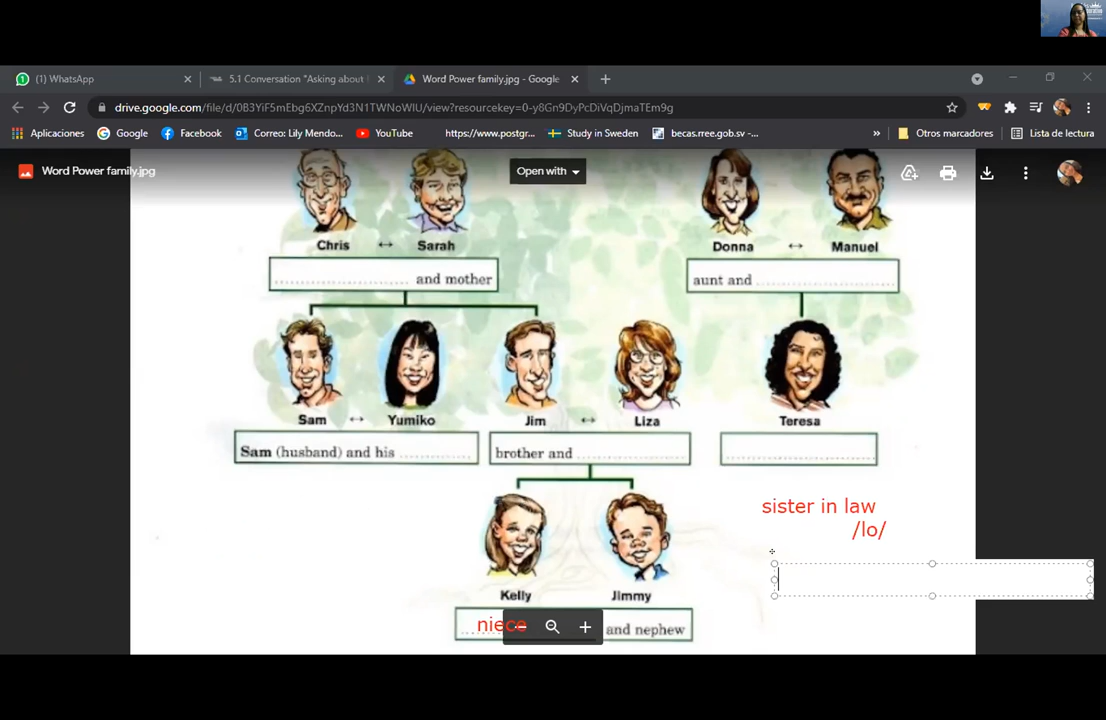 (1) WhatsApp
5.1 Conversation "Asking about
Word Power family.jpg - Google
drive.google.com/file/d/0B3YiF5mEbg6XZnpYd3N1TWNoWlU/view?resourcekey=0-y8Gn9DyPcDiVqDjmaTEm9g
Aplicaciones Google Facebook Correo: Lily Mendo... YouTube https://www.postgr... Study in Sweden becas.rree.gob.sv -... » Otros marcadores Lista de lectura
Word Power family.jpg
Open with
Chris ↔ Sarah
Donna ↔ Manuel
.............................. and mother
aunt and ..............................
Sam ↔ Yumiko
Jim ↔ Liza
Teresa
Sam (husband) and his ................
brother and ........................
..................................
sister in law
/lo/
Kelly
Jimmy
niece
and nephew